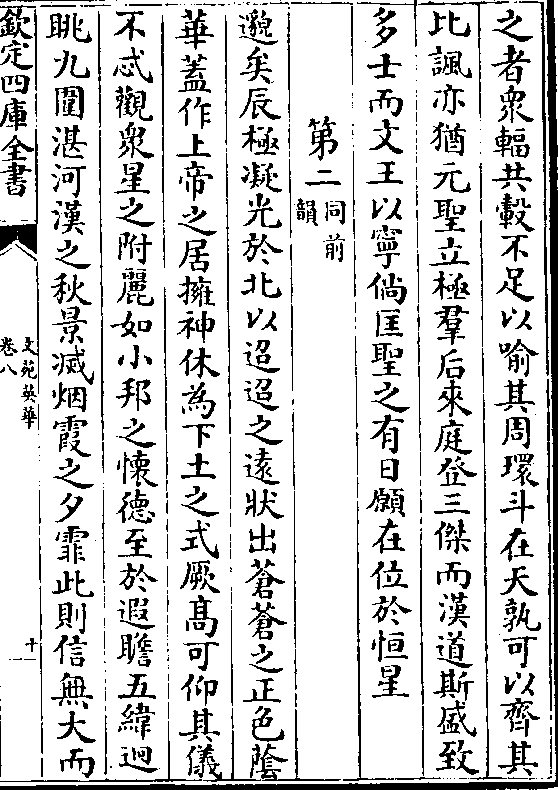 之者衆輻共轂不足以喻其周環斗在天孰可以齊其
比諷亦猶元聖立極羣后來庭登三傑而漢道斯盛致
多士而文王以寧倘匡聖之有日願在位於恒星
第二同前韻
邈矣辰極凝光於北以迢迢之遠狀出蒼蒼之正色蔭
華蓋作上帝之居擁神休為下土之式厥髙可仰其儀
不忒觀衆星之附麗如小邦之懷德至於遐瞻五緯迥
眺九圍湛河漢之秋景滅烟霞之夕霏此則信無大而
欽定四庫全書
文苑英華
卷八
十一